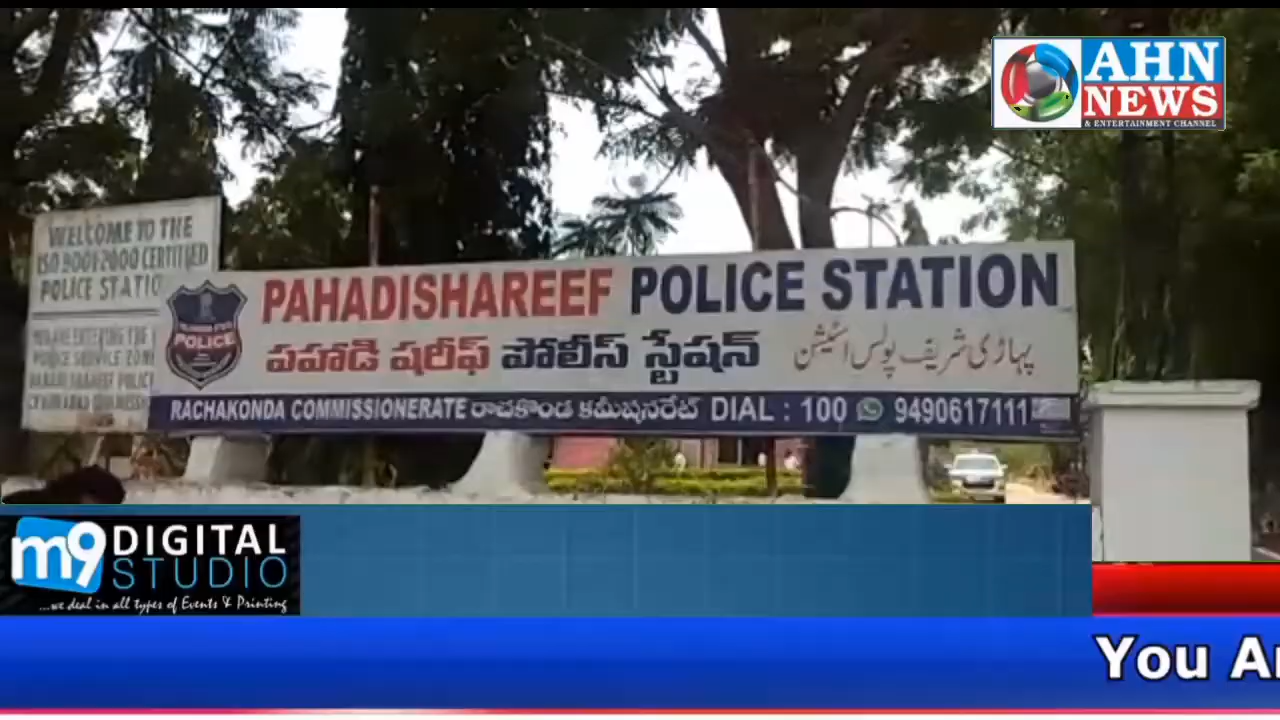 AHN
NEWS
& ENTERTAINMENT CHANNEL
WELCOME TO THE
ISO 9001-2000 CERTIFIED
POLICE STATIO
POLICE
PAHADISHAREEF POLICE STATION
పహాడి షరీఫ్ పోలీస్ స్టేషన్
پہاڑی شریف پولیس اسٹیشن
RACHAKONDA COMMISSIONERATE రాచకొండ కమీషనరేట్ DIAL : 100 9490617111
m9 DIGITAL
STUDIO
...we deal in all types of Events & Printing
You Ar